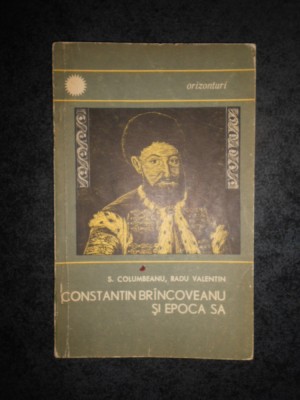 orizonturi
S. COLUMBEANU, RADU VALENTIN
CONSTANTIN BRÎNCOVEANU
ȘI EPOCA SA